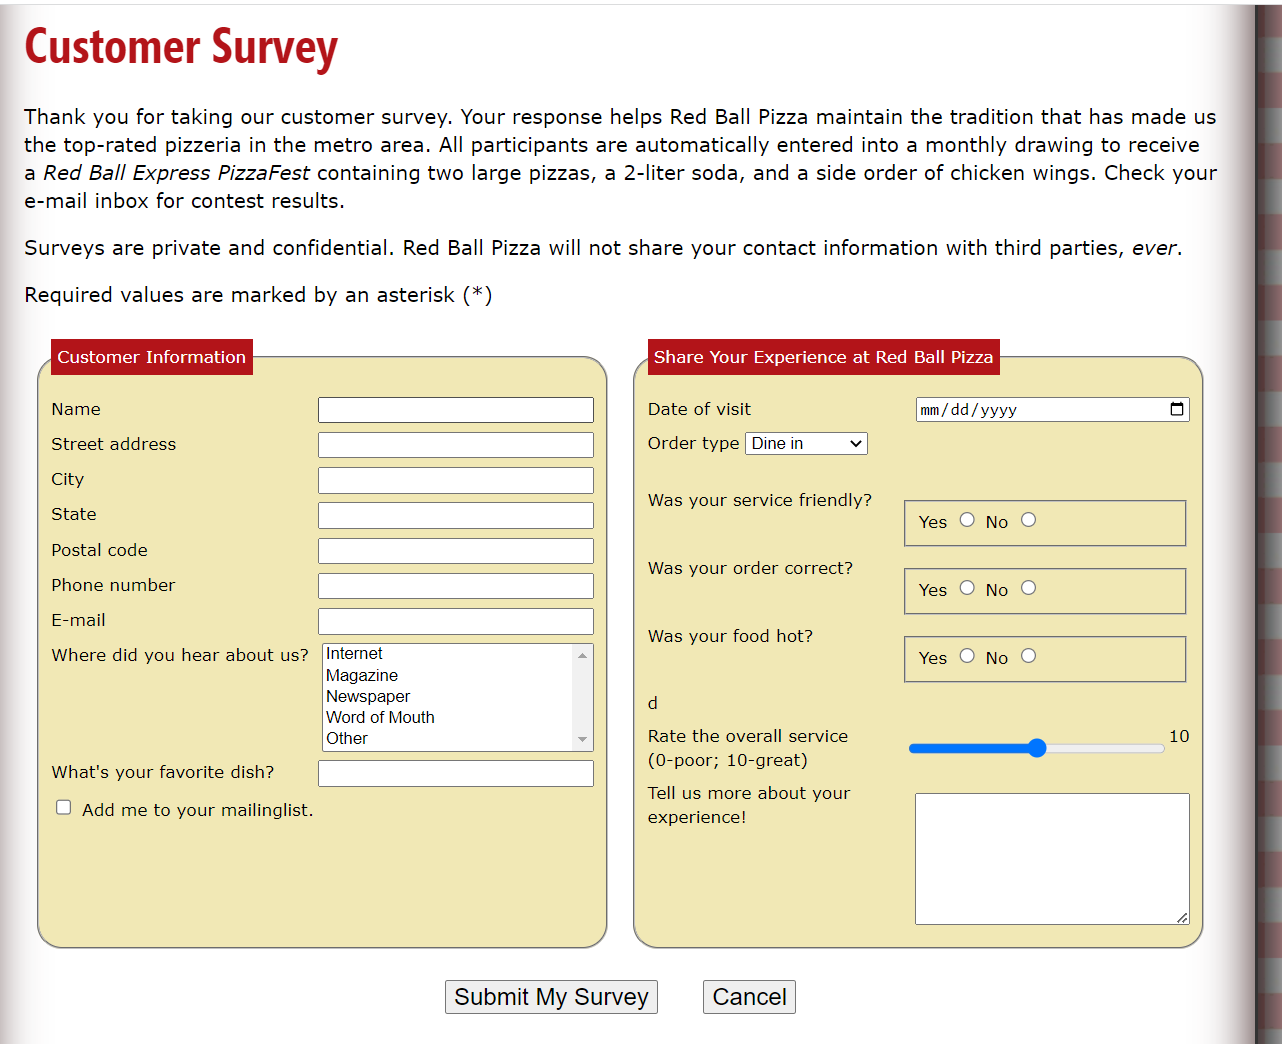 Customer Survey
Thank you for taking our customer survey. Your response helps Red Ball Pizza maintain the tradition that has made us
the top-rated pizzeria in the metro area. All participants are automatically entered into a monthly drawing to receive
a Red Ball Express PizzaFest containing two large pizzas, a 2-liter soda, and a side order of chicken wings. Check your
e-mail inbox for contest results.
Surveys are private and confidential. Red Ball Pizza will not share your contact information with third parties, ever.
Required values are marked by an asterisk (*)
Customer Information
Name
Street address
City
State
Postal code
Phone number
E-mail
Where did you hear about us?
Internet
Magazine
Newspaper
Word of Mouth
Other
What's your favorite dish?
Add me to your mailinglist.
Share Your Experience at Red Ball Pizza
Date of visit mm/dd/yyyy
Order type Dine in
Was your service friendly?
Yes No
Was your order correct?
Yes No
Was your food hot?
Yes No
d
Rate the overall service
(0-poor; 10-great)
10
Tell us more about your
experience!
Submit My Survey Cancel